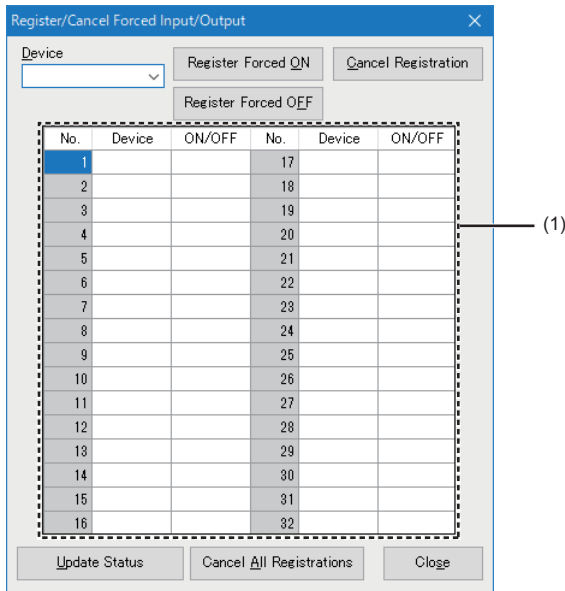 Register/Cancel Forced Input/Output
Device
Register Forced ON
Cancel Registration
Register Forced OFF
No. Device ON/OFF No. Device ON/OFF
1 17
2 18
3 19
4 20
5 21
6 22
7 23
8 24
9 25
10 26
11 27
12 28
13 29
14 30
15 31
16 32
(1)
Update Status Cancel All Registrations Close